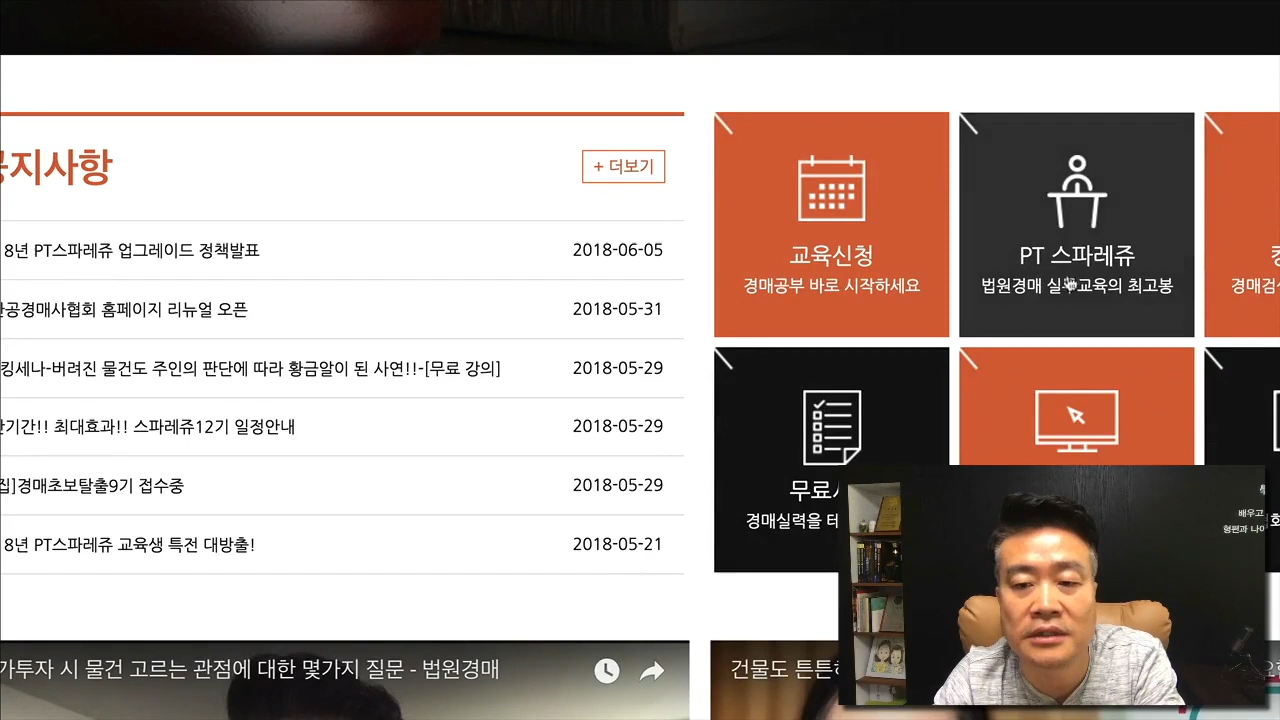 공지사항
+ 더보기
8년 PT스파레쥬 업그레이드 정책발표
2018-06-05
공경매사협회 홈페이지 리뉴얼 오픈
2018-05-31
킹세나-버려진 물건도 주인의 판단에 따라 황금알이 된 사연!!-[무료 강의]
2018-05-29
기간!! 최대효과!! 스파레쥬12기 일정안내
2018-05-29
집]경매초보탈출9기 접수중
2018-05-29
8년 PT스파레쥬 교육생 특전 대방출!
2018-05-21
교육신청
경매공부 바로 시작하세요
PT 스파레쥬
법원경매 실무교육의 최고봉
경매검
무료
경매실력을 테
배우고
형편과 나이
가투자 시 물건 고르는 관점에 대한 몇가지 질문 - 법원경매
건물도 튼튼